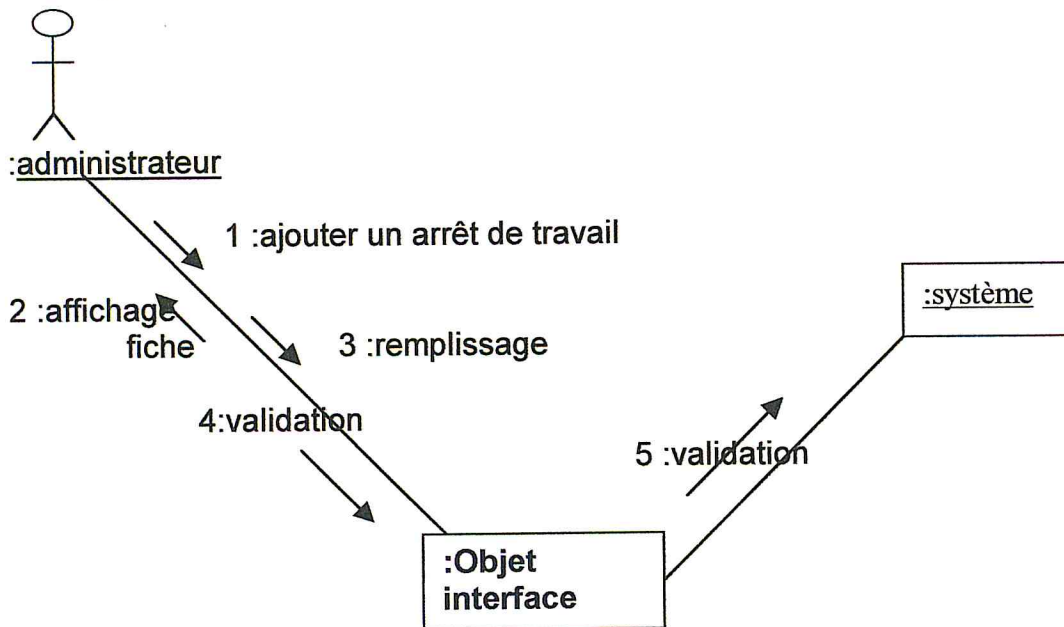 :administrateur
1 :ajouter un arrêt de travail
2 :affichage
fiche
3 :remplissage
:système
4:validation
5 :validation
:Objet
interface